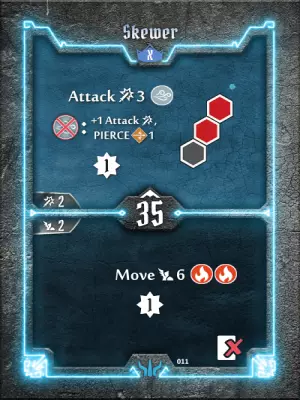 Skewer
X
Attack 3
+1 Attack ,
PIERCE 1
1
2
35
2
Move 6
1
011